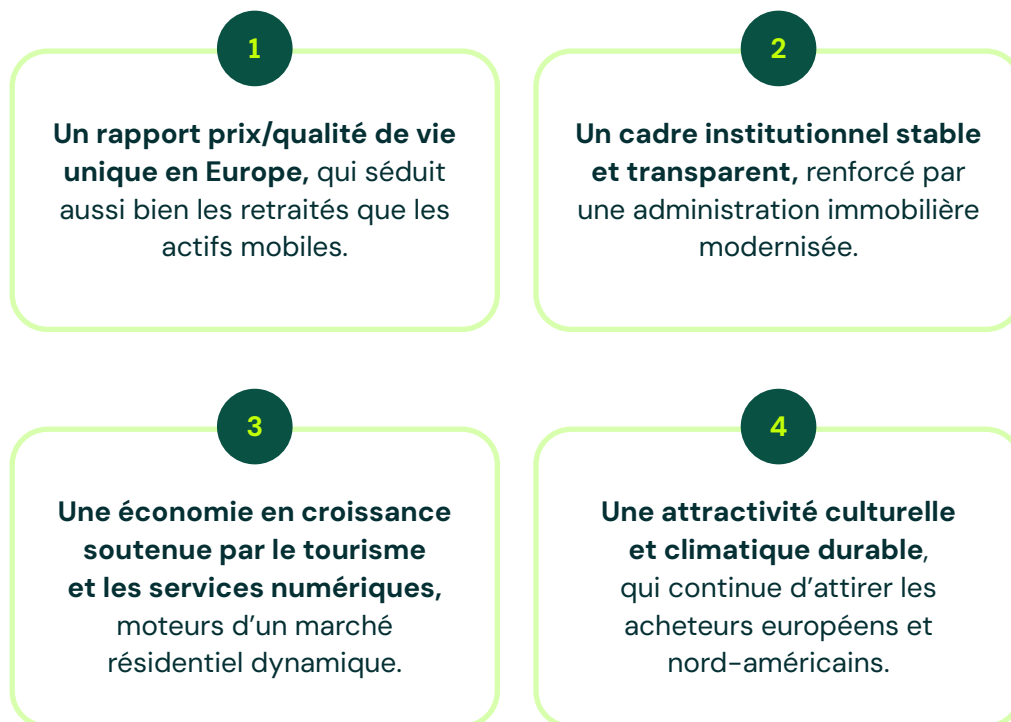 1
Un rapport prix/qualité de vie
unique en Europe, qui séduit
aussi bien les retraités que les
actifs mobiles.
2
Un cadre institutionnel stable
et transparent, renforcé par
une administration immobilière
modernisée.
3
Une économie en croissance
soutenue par le tourisme
et les services numériques,
moteurs d’un marché
résidentiel dynamique.
4
Une attractivité culturelle
et climatique durable,
qui continue d’attirer les
acheteurs européens et
nord-américains.